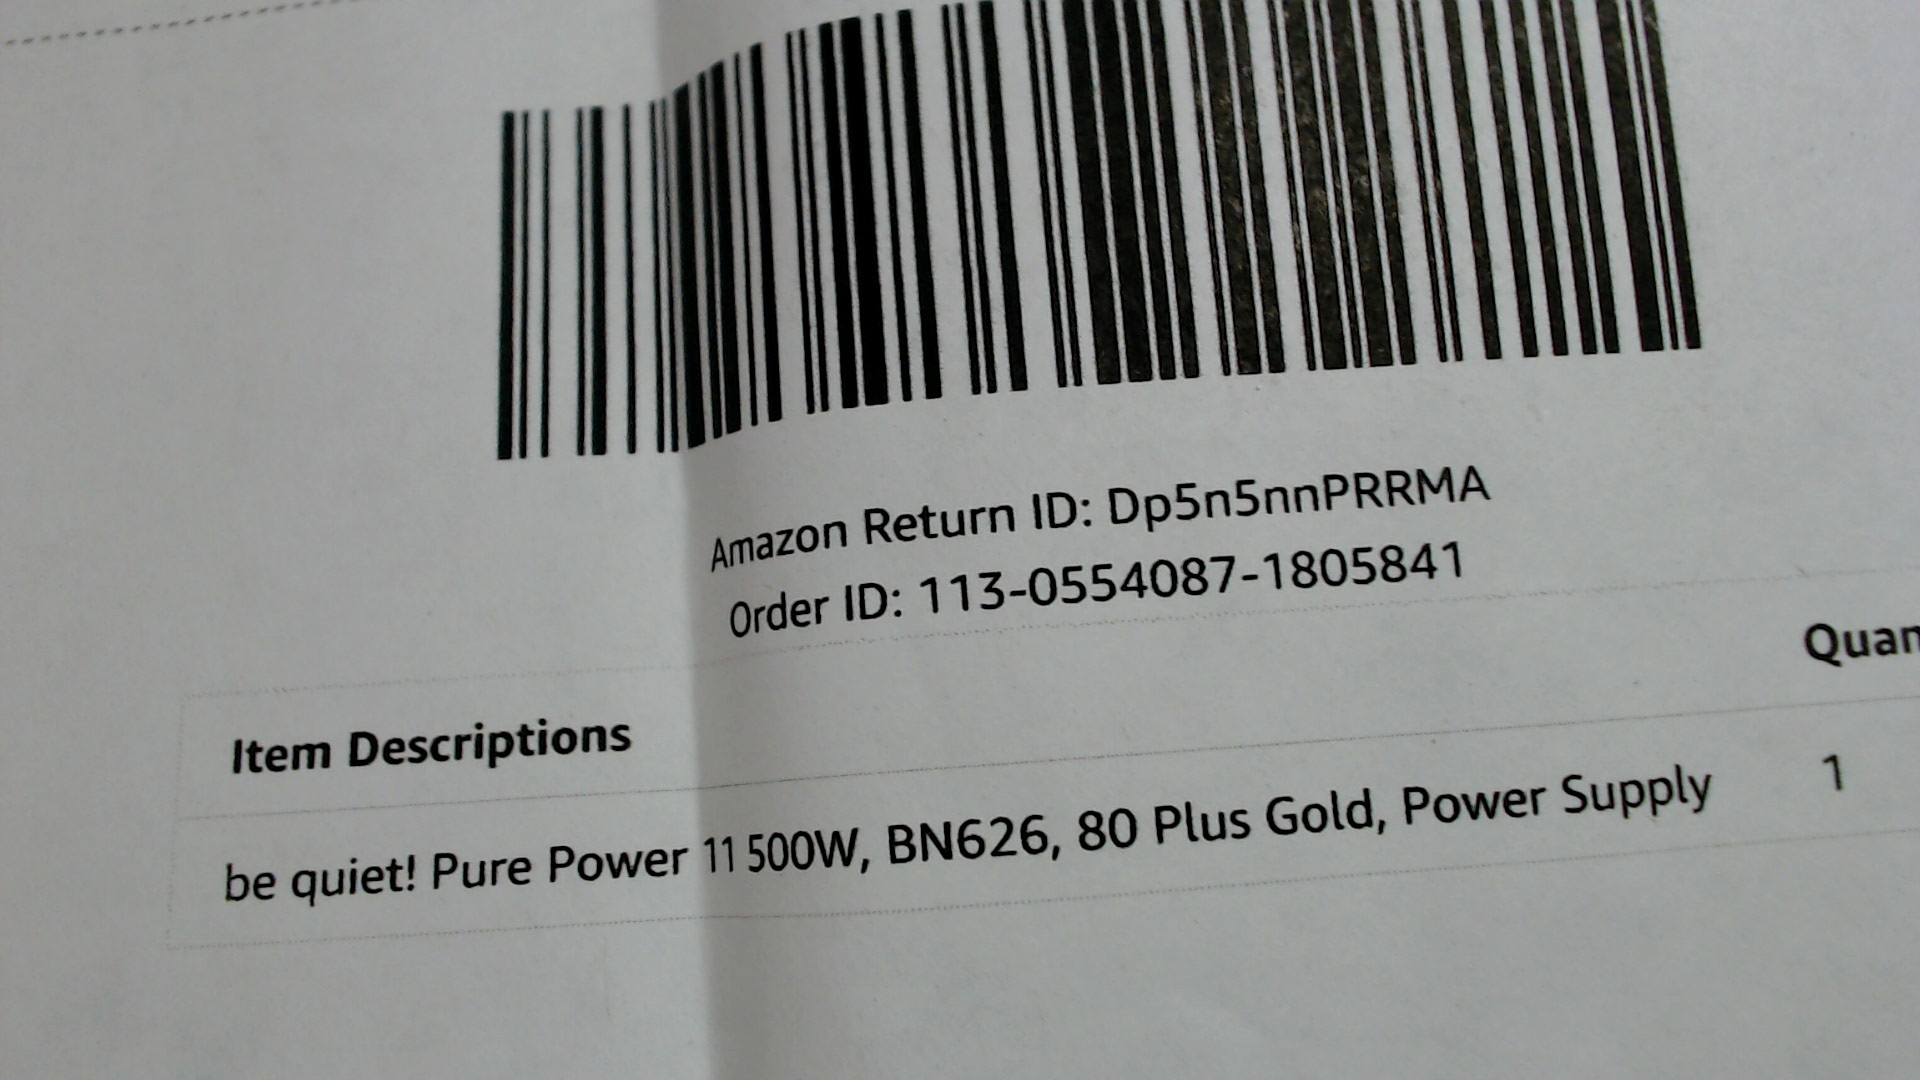 Amazon Return ID: Dp5n5nnPRRMA
Order ID: 113-0554087-1805841
Item Descriptions
Quan
be quiet! Pure Power 11 500W, BN626, 80 Plus Gold, Power Supply 1